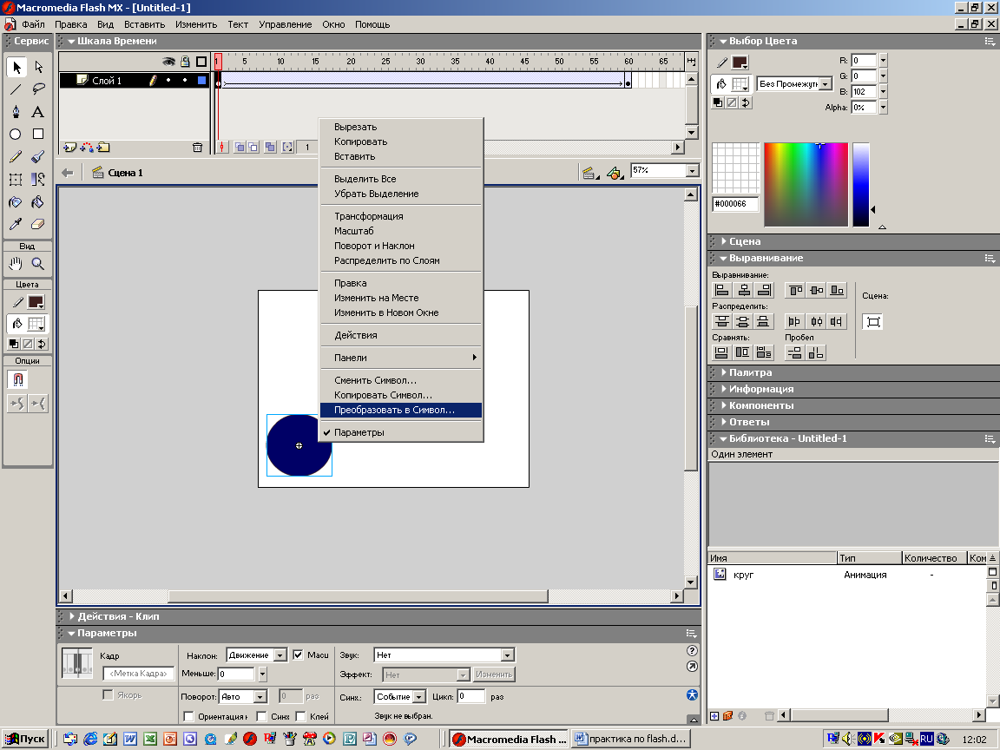 Macromedia Flash MX - [Untitled-1]
Файл Правка Вид Вставить Изменить Тект Управление Окно Помощь
Сервис
Шкала Времени
Выбор Цвета
1 5 10 15 20 25 30 35 40 45 50 55 60 65
Слой 1
R: 0
G: 0
B: 102
Без Промежутк
Alpha: 0%
1
Сцена 1
57%
#000066
Вид
Цвета
Опции
Вырезать
Копировать
Вставить
Выделить Все
Убрать Выделение
Трансформация
Масштаб
Поворот и Наклон
Распределить по Слоям
Правка
Изменить на Месте
Изменить в Новом Окне
Действия
Панели
Сменить Символ...
Копировать Символ...
Преобразовать в Символ...
Параметры
Сцена
Выравнивание
Выравнивание:
Сцена:
Распределить:
Сравнять:
Пробел
Палитра
Информация
Компоненты
Ответы
Библиотека - Untitled-1
Один элемент
Имя Тип Количество Ком
круг Анимация -
Действия - Клип
Параметры
Кадр
<Метка Кадра>
Якорь
Наклон: Движение Масш
Меньше: 0
Поворот: Авто 0 раз
Ориентация н Синх Клей
Звук: Нет
Эффект: Нет Изменить
Синх.: Событие Цикл: 0 раз
Звук не выбран.
Пуск
Macromedia Flash ...
практика по flash.d...
RU
12:02